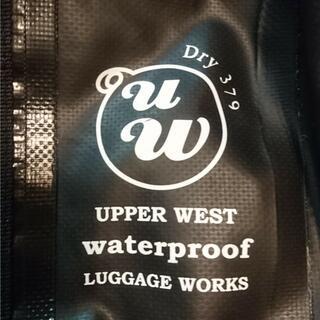 Dry 379
u
w
UPPER WEST
waterproof
LUGGAGE WORKS